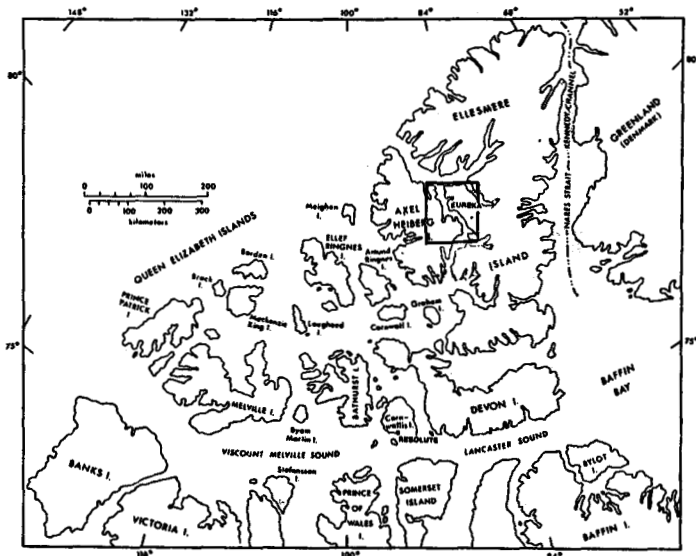 148°
132°
116°
100°
84°
68°
52°
80°
80
ELLESMERE
KENNEDY CHANNEL
NARES STRAIT
GREENLAND
(DENMARK)
miles
0
100
200
0
100
200
300
kilometers
Meighen
I.
AXEL
HEIBERG
EUREKA
QUEEN ELIZABETH ISLANDS
ELLEF
RINGNES
I.
Amund
Ringnes
I.
ISLAND
Borden I.
Brock
I.
PRINCE
PATRICK
I.
Mackenzie
King I.
Lougheed
I.
Cornwall I.
Graham
I.
75°
75°
BATHURST I.
MELVILLE I.
Byam
Martin I.
Corn-
wallis I.
RESOLUTE
DEVON I.
BAFFIN
BAY
VISCOUNT MELVILLE SOUND
LANCASTER SOUND
BANKS I.
Stefansson
I.
VICTORIA I.
PRINCE
OF
WALES
I.
SOMERSET
ISLAND
BYLOT
I.
BAFFIN I.
116°
100°
84°